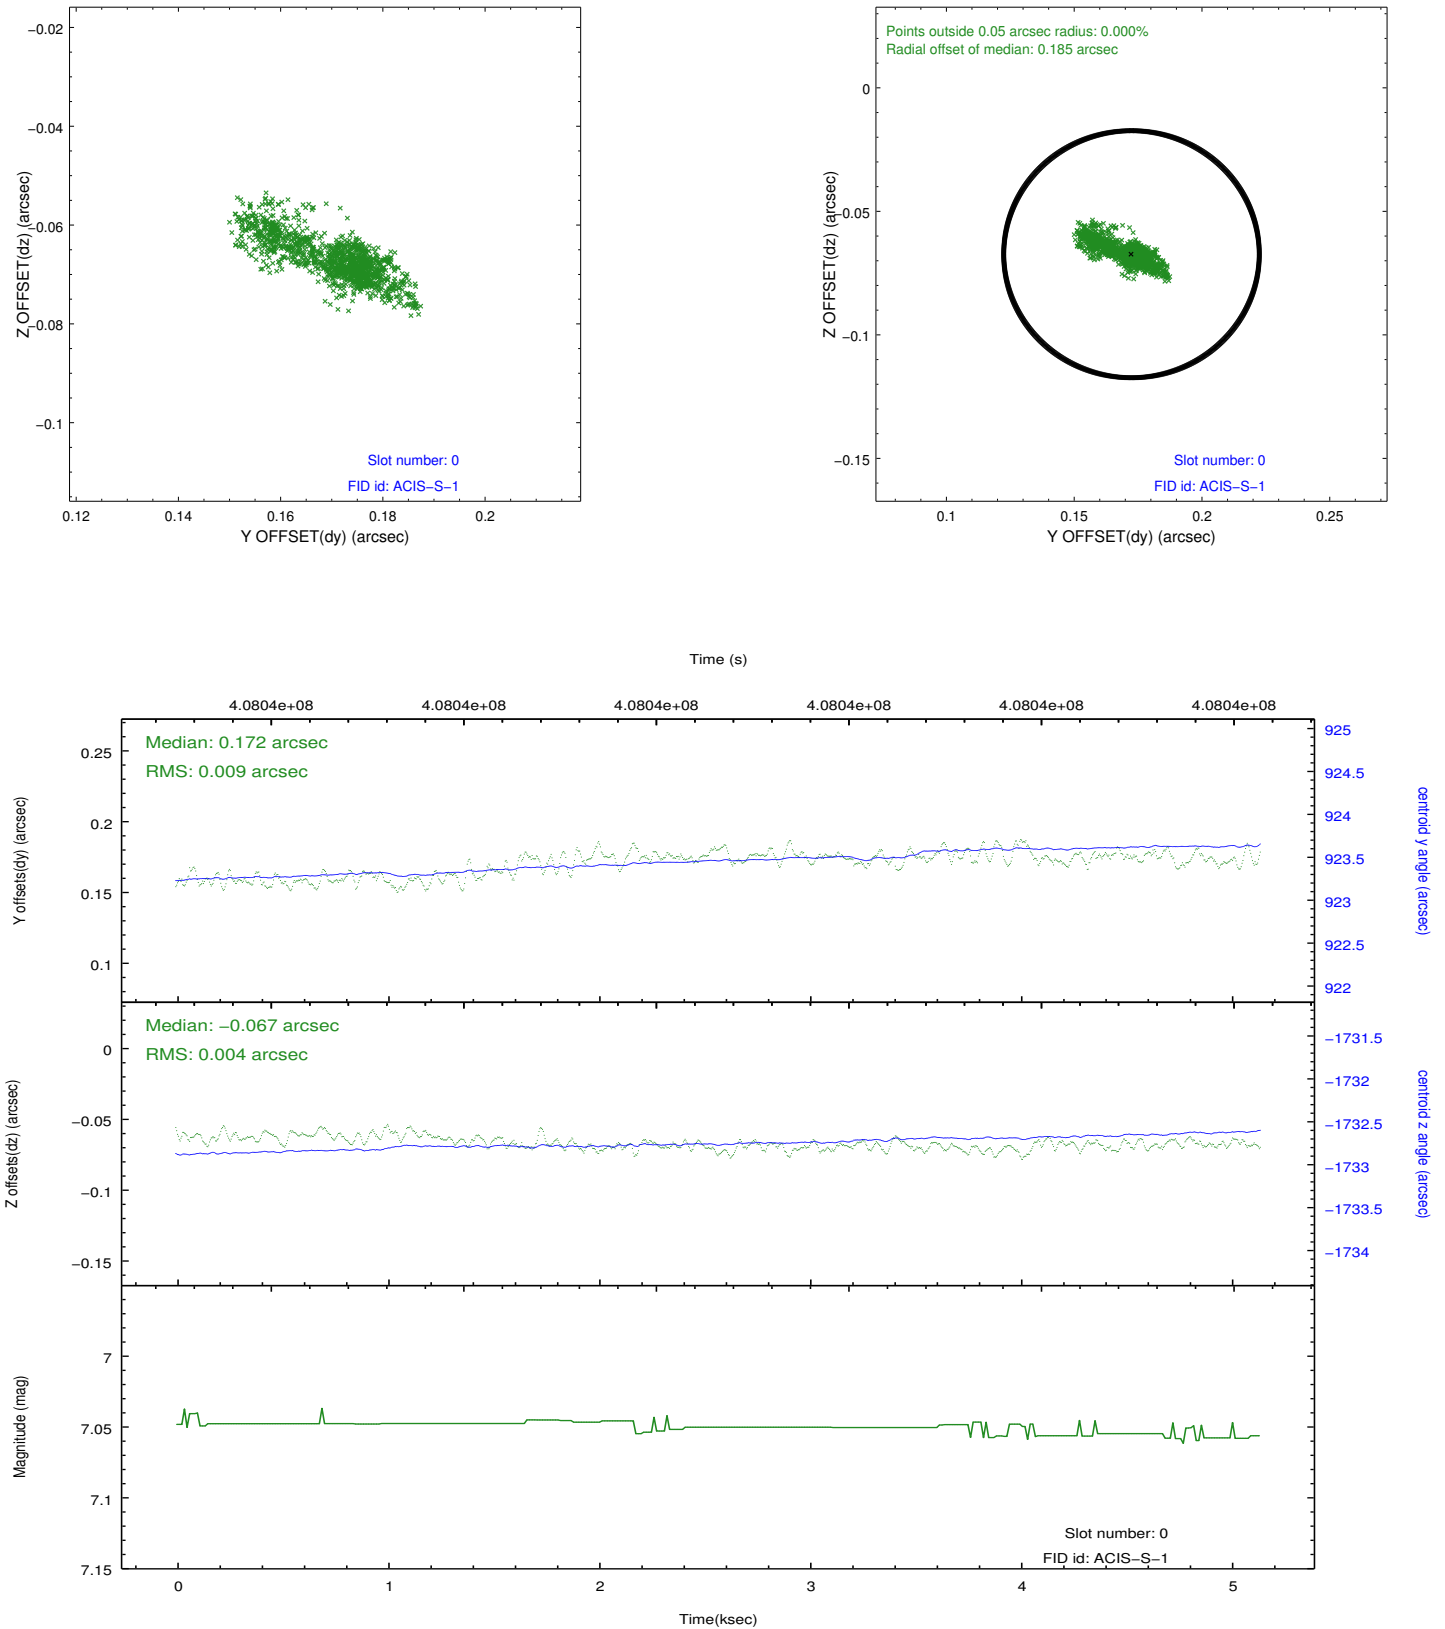 −0.02
−0.04
−0.06
−0.08
−0.1
Z OFFSET(dz) (arcsec)
Slot number: 0
FID id: ACIS−S−1
0.12 0.14 0.16 0.18 0.2
Y OFFSET(dy) (arcsec)
Points outside 0.05 arcsec radius: 0.000%
Radial offset of median: 0.185 arcsec
0
−0.05
−0.1
−0.15
Z OFFSET(dz) (arcsec)
Slot number: 0
FID id: ACIS−S−1
0.1 0.15 0.2 0.25
Y OFFSET(dy) (arcsec)
Time (s)
4.0804e+08 4.0804e+08 4.0804e+08 4.0804e+08 4.0804e+08 4.0804e+08
Median: 0.172 arcsec
RMS: 0.009 arcsec
0.25
0.2
0.15
0.1
Y offsets(dy) (arcsec)
925
924.5
924
923.5
923
922.5
922
centroid y angle (arcsec)
Median: −0.067 arcsec
RMS: 0.004 arcsec
0
−0.05
−0.1
−0.15
Z offsets(dz) (arcsec)
−1731.5
−1732
−1732.5
−1733
−1733.5
−1734
centroid z angle (arcsec)
7
7.05
7.1
7.15
Magnitude (mag)
Slot number: 0
FID id: ACIS−S−1
0 1 2 3 4 5
Time(ksec)